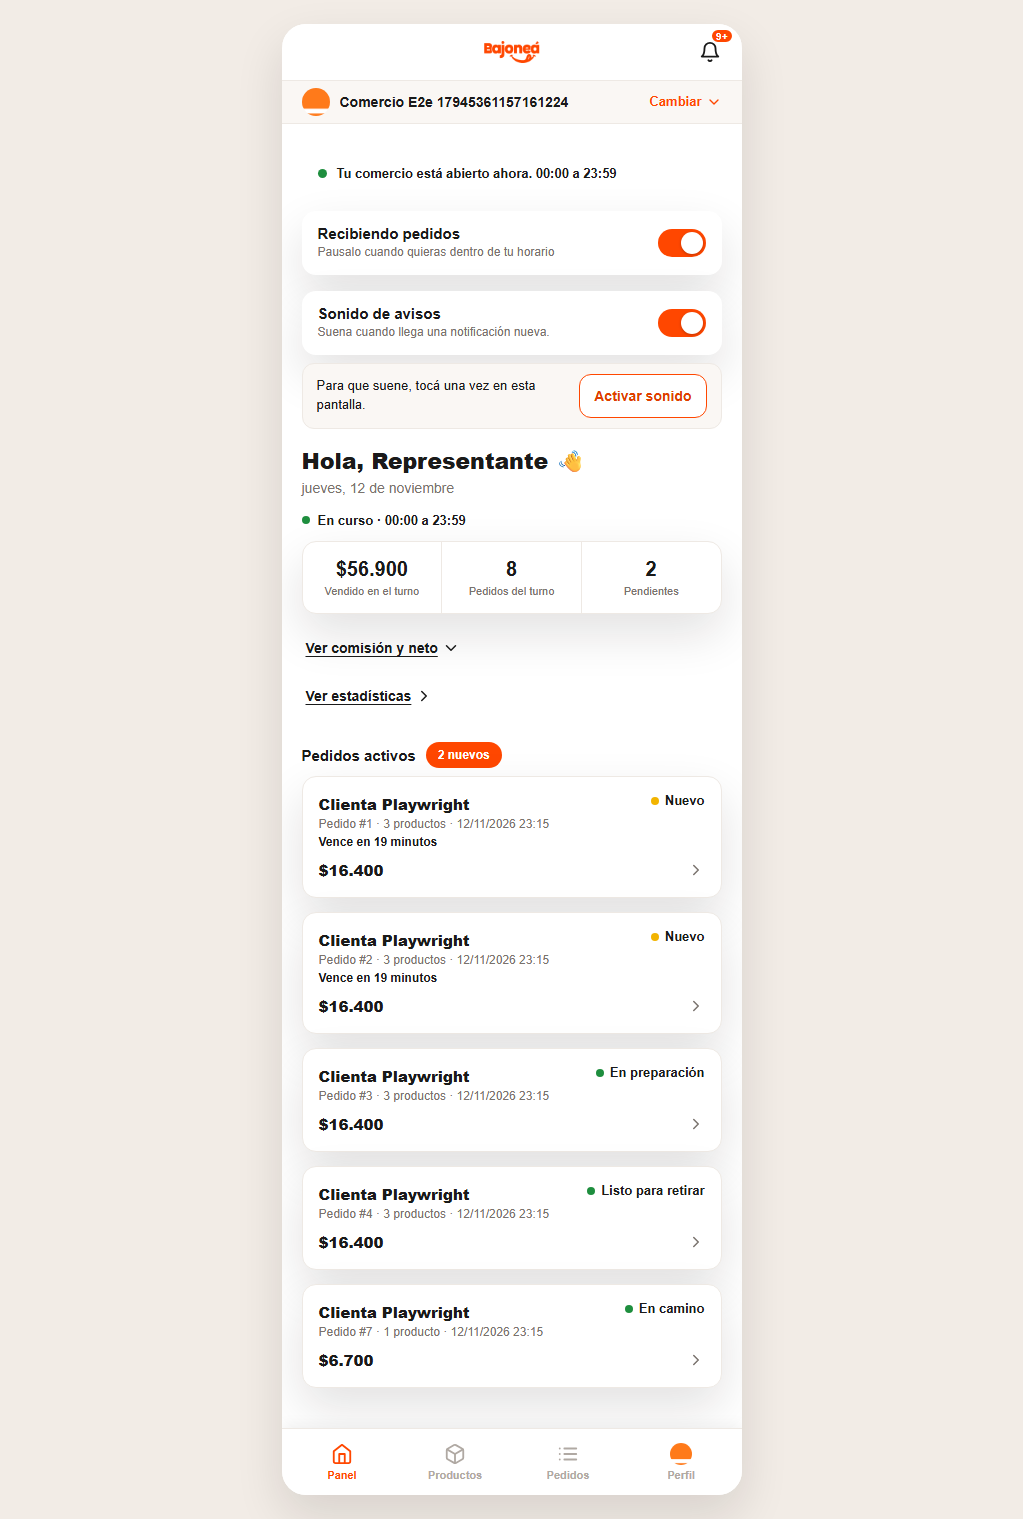 Bajoneá
9+
Comercio E2e 17945361157161224
Cambiar
Tu comercio está abierto ahora. 00:00 a 23:59
Recibiendo pedidos
Pausalo cuando quieras dentro de tu horario
Sonido de avisos
Suena cuando llega una notificación nueva.
Para que suene, tocá una vez en esta
pantalla.
Activar sonido
Hola, Representante 👋
jueves, 12 de noviembre
En curso · 00:00 a 23:59
$56.900
Vendido en el turno
8
Pedidos del turno
2
Pendientes
Ver comisión y neto
Ver estadísticas
Pedidos activos
2 nuevos
Clienta Playwright
Nuevo
Pedido #1 · 3 productos · 12/11/2026 23:15
Vence en 19 minutos
$16.400
Clienta Playwright
Nuevo
Pedido #2 · 3 productos · 12/11/2026 23:15
Vence en 19 minutos
$16.400
Clienta Playwright
En preparación
Pedido #3 · 3 productos · 12/11/2026 23:15
$16.400
Clienta Playwright
Listo para retirar
Pedido #4 · 3 productos · 12/11/2026 23:15
$16.400
Clienta Playwright
En camino
Pedido #7 · 1 producto · 12/11/2026 23:15
$6.700
Panel
Productos
Pedidos
Perfil